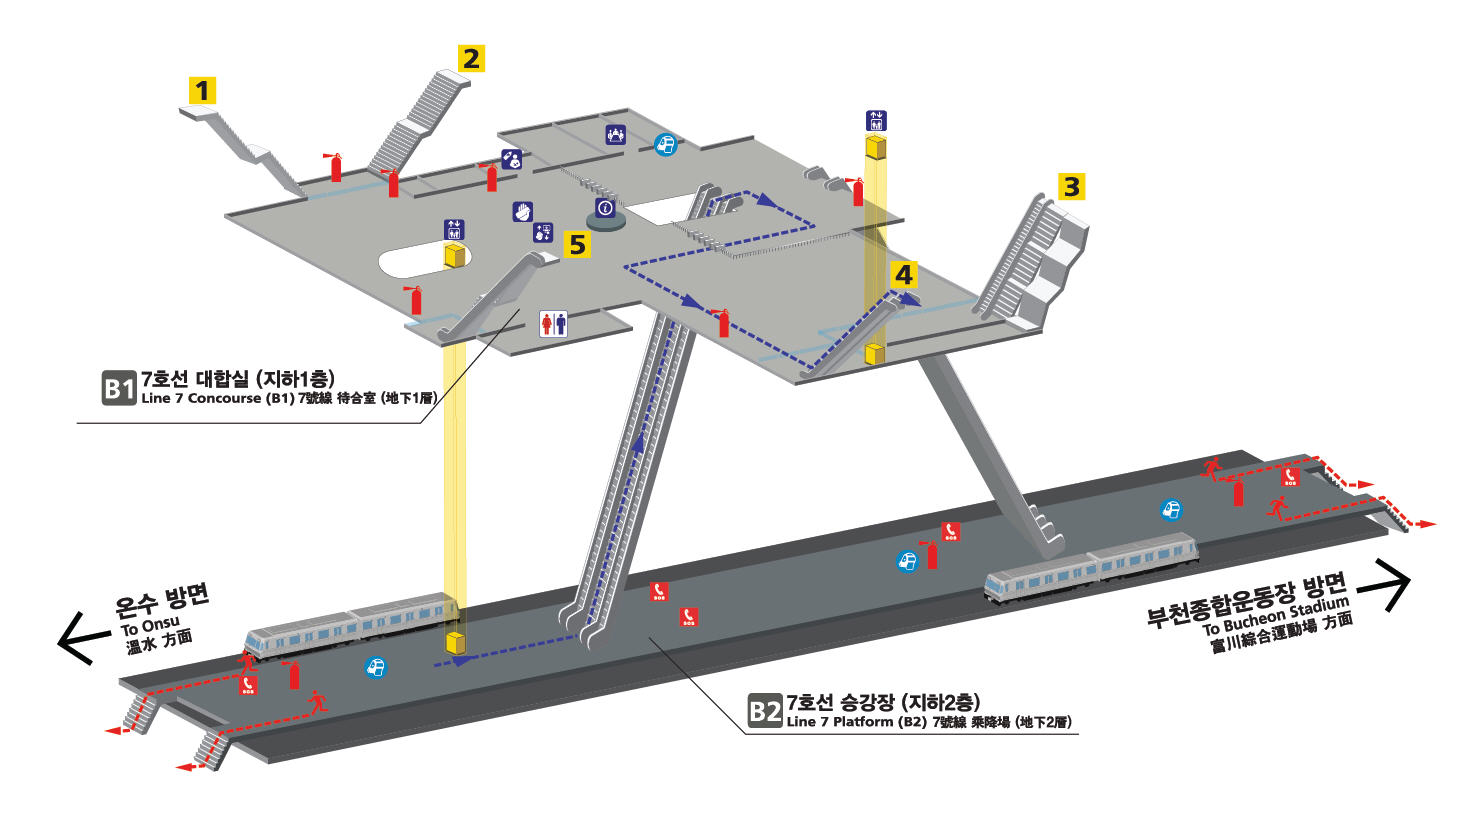 1
2
3
5
4
B1
7호선 대합실 (지하1층)
Line 7 Concourse (B1) 7號線 待合室 (地下1層)
온수 방면
To Onsu
溫水 方面
SOS
SOS
SOS
SOS
SOS
부천종합운동장 방면
To Bucheon Stadium
富川綜合運動場 方面
B2
7호선 승강장 (지하2층)
Line 7 Platform (B2) 7號線 乘降場 (地下2層)